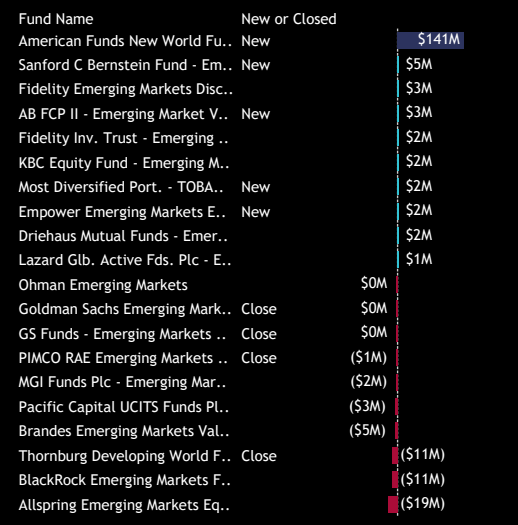 Fund Name New or Closed
American Funds New World Fu.. New $141M
Sanford C Bernstein Fund - Em.. New $5M
Fidelity Emerging Markets Disc.. $3M
AB FCP II - Emerging Market V.. New $3M
Fidelity Inv. Trust - Emerging .. $2M
KBC Equity Fund - Emerging M.. $2M
Most Diversified Port. - TOBA.. New $2M
Empower Emerging Markets E.. New $2M
Driehaus Mutual Funds - Emer.. $2M
Lazard Glb. Active Fds. Plc - E.. $1M
Ohman Emerging Markets $0M
Goldman Sachs Emerging Mark.. Close $0M
GS Funds - Emerging Markets .. Close $0M
PIMCO RAE Emerging Markets .. Close ($1M)
MGI Funds Plc - Emerging Mar.. ($2M)
Pacific Capital UCITS Funds Pl.. ($3M)
Brandes Emerging Markets Val.. ($5M)
Thornburg Developing World F.. Close ($11M)
BlackRock Emerging Markets F.. ($11M)
Allspring Emerging Markets Eq.. ($19M)